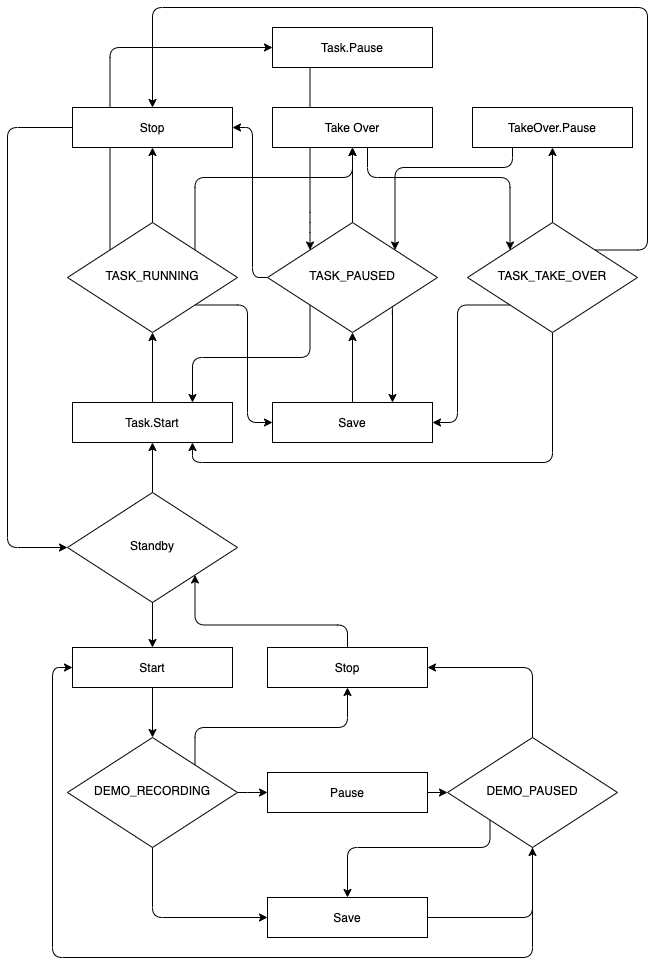 Task.Pause
Stop
Take Over
TakeOver.Pause
TASK_RUNNING
TASK_PAUSED
TASK_TAKE_OVER
Task.Start
Save
Standby
Start
Stop
DEMO_RECORDING
Pause
DEMO_PAUSED
Save